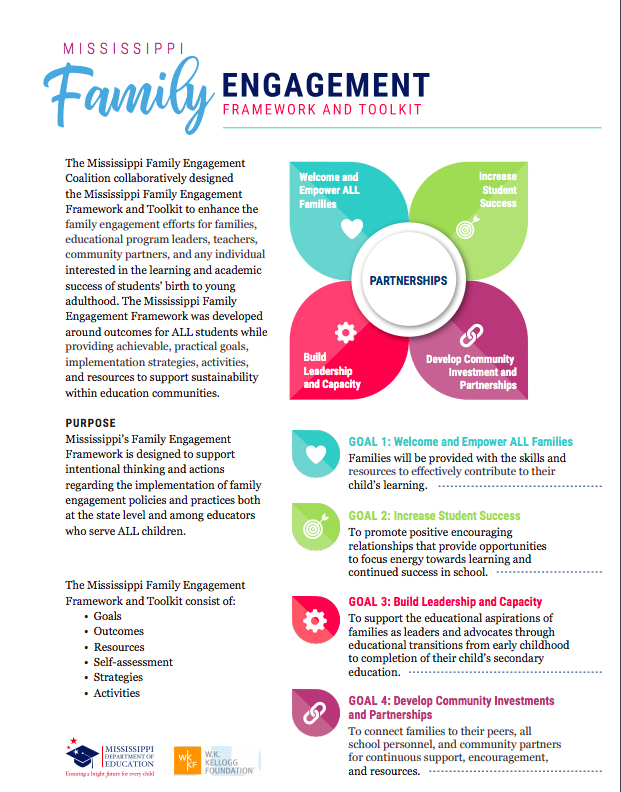 MISSISSIPPI
Family ENGAGEMENT
FRAMEWORK AND TOOLKIT
The Mississippi Family Engagement
Coalition collaboratively designed
the Mississippi Family Engagement
Framework and Toolkit to enhance the
family engagement efforts for families,
educational program leaders, teachers,
community partners, and any individual
interested in the learning and academic
success of students' birth to young
adulthood. The Mississippi Family
Engagement Framework was developed
around outcomes for ALL students while
providing achievable, practical goals,
implementation strategies, activities,
and resources to support sustainability
within education communities.
PURPOSE
Mississippi's Family Engagement
Framework is designed to support
intentional thinking and actions
regarding the implementation of family
engagement policies and practices both
at the state level and among educators
who serve ALL children.
The Mississippi Family Engagement
Framework and Toolkit consist of:
• Goals
• Outcomes
• Resources
• Self-assessment
• Strategies
• Activities
MISSISSIPPI
DEPARTMENT OF
EDUCATION
Ensuring a bright future for every child
WK
KF
W.K.
KELLOGG
FOUNDATION™
Welcome and
Empower ALL
Families
Increase
Student
Success
PARTNERSHIPS
Build
Leadership
and Capacity
Develop Community
Investment and
Partnerships
GOAL 1: Welcome and Empower ALL Families
Families will be provided with the skills and
resources to effectively contribute to their
child's learning.
GOAL 2: Increase Student Success
To promote positive encouraging
relationships that provide opportunities
to focus energy towards learning and
continued success in school.
GOAL 3: Build Leadership and Capacity
To support the educational aspirations of
families as leaders and advocates through
educational transitions from early childhood
to completion of their child's secondary
education.
GOAL 4: Develop Community Investments
and Partnerships
To connect families to their peers, all
school personnel, and community partners
for continuous support, encouragement,
and resources.